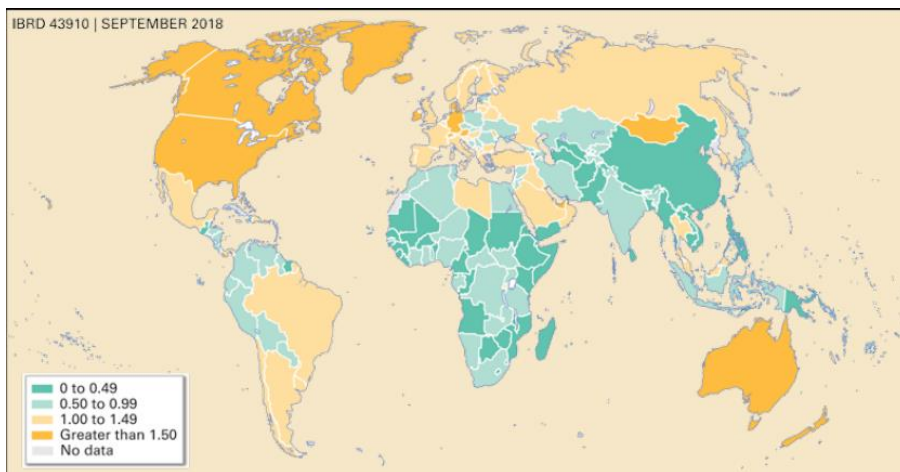 IBRD 43910 | SEPTEMBER 2018
0 to 0.49
0.50 to 0.99
1.00 to 1.49
Greater than 1.50
No data